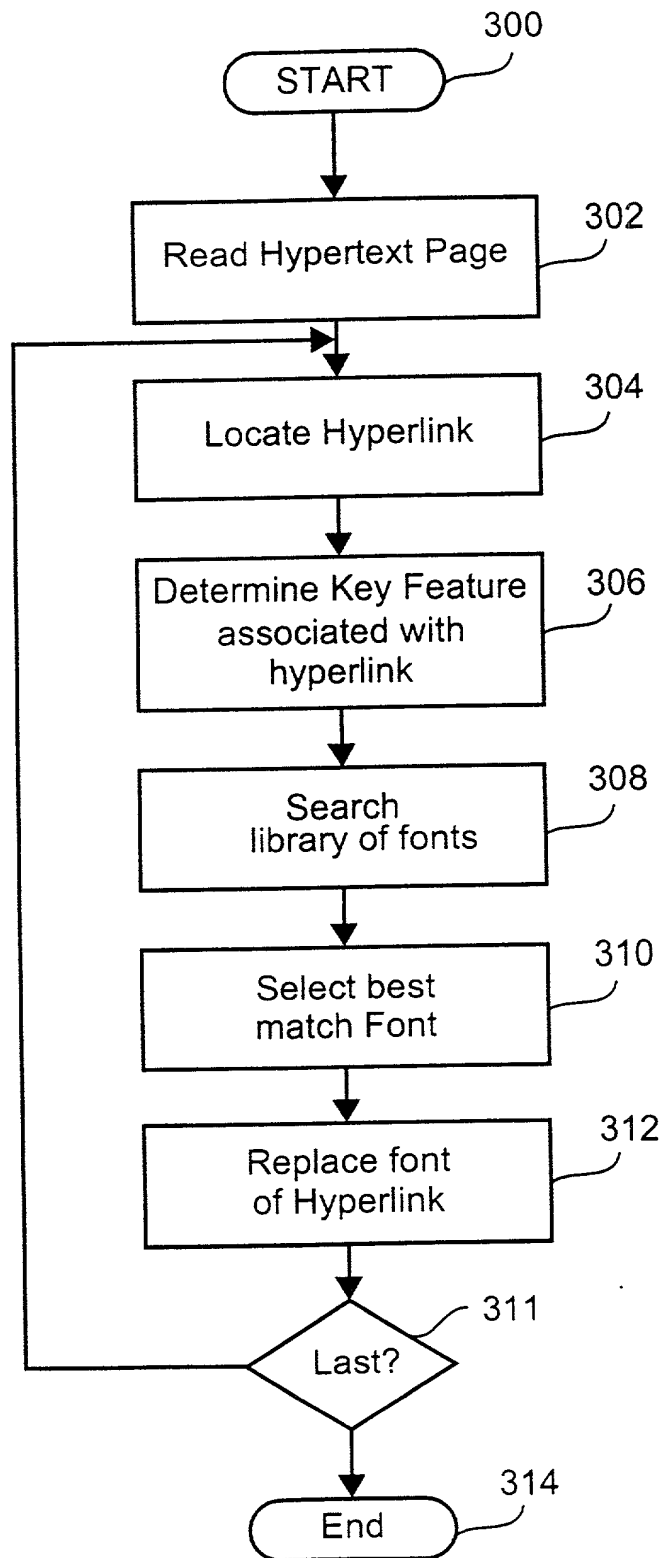 300
START
302
Read Hypertext Page
304
Locate Hyperlink
306
Determine Key Feature
associated with
hyperlink
308
Search
library of fonts
310
Select best
match Font
312
Replace font
of Hyperlink
311
Last?
314
End